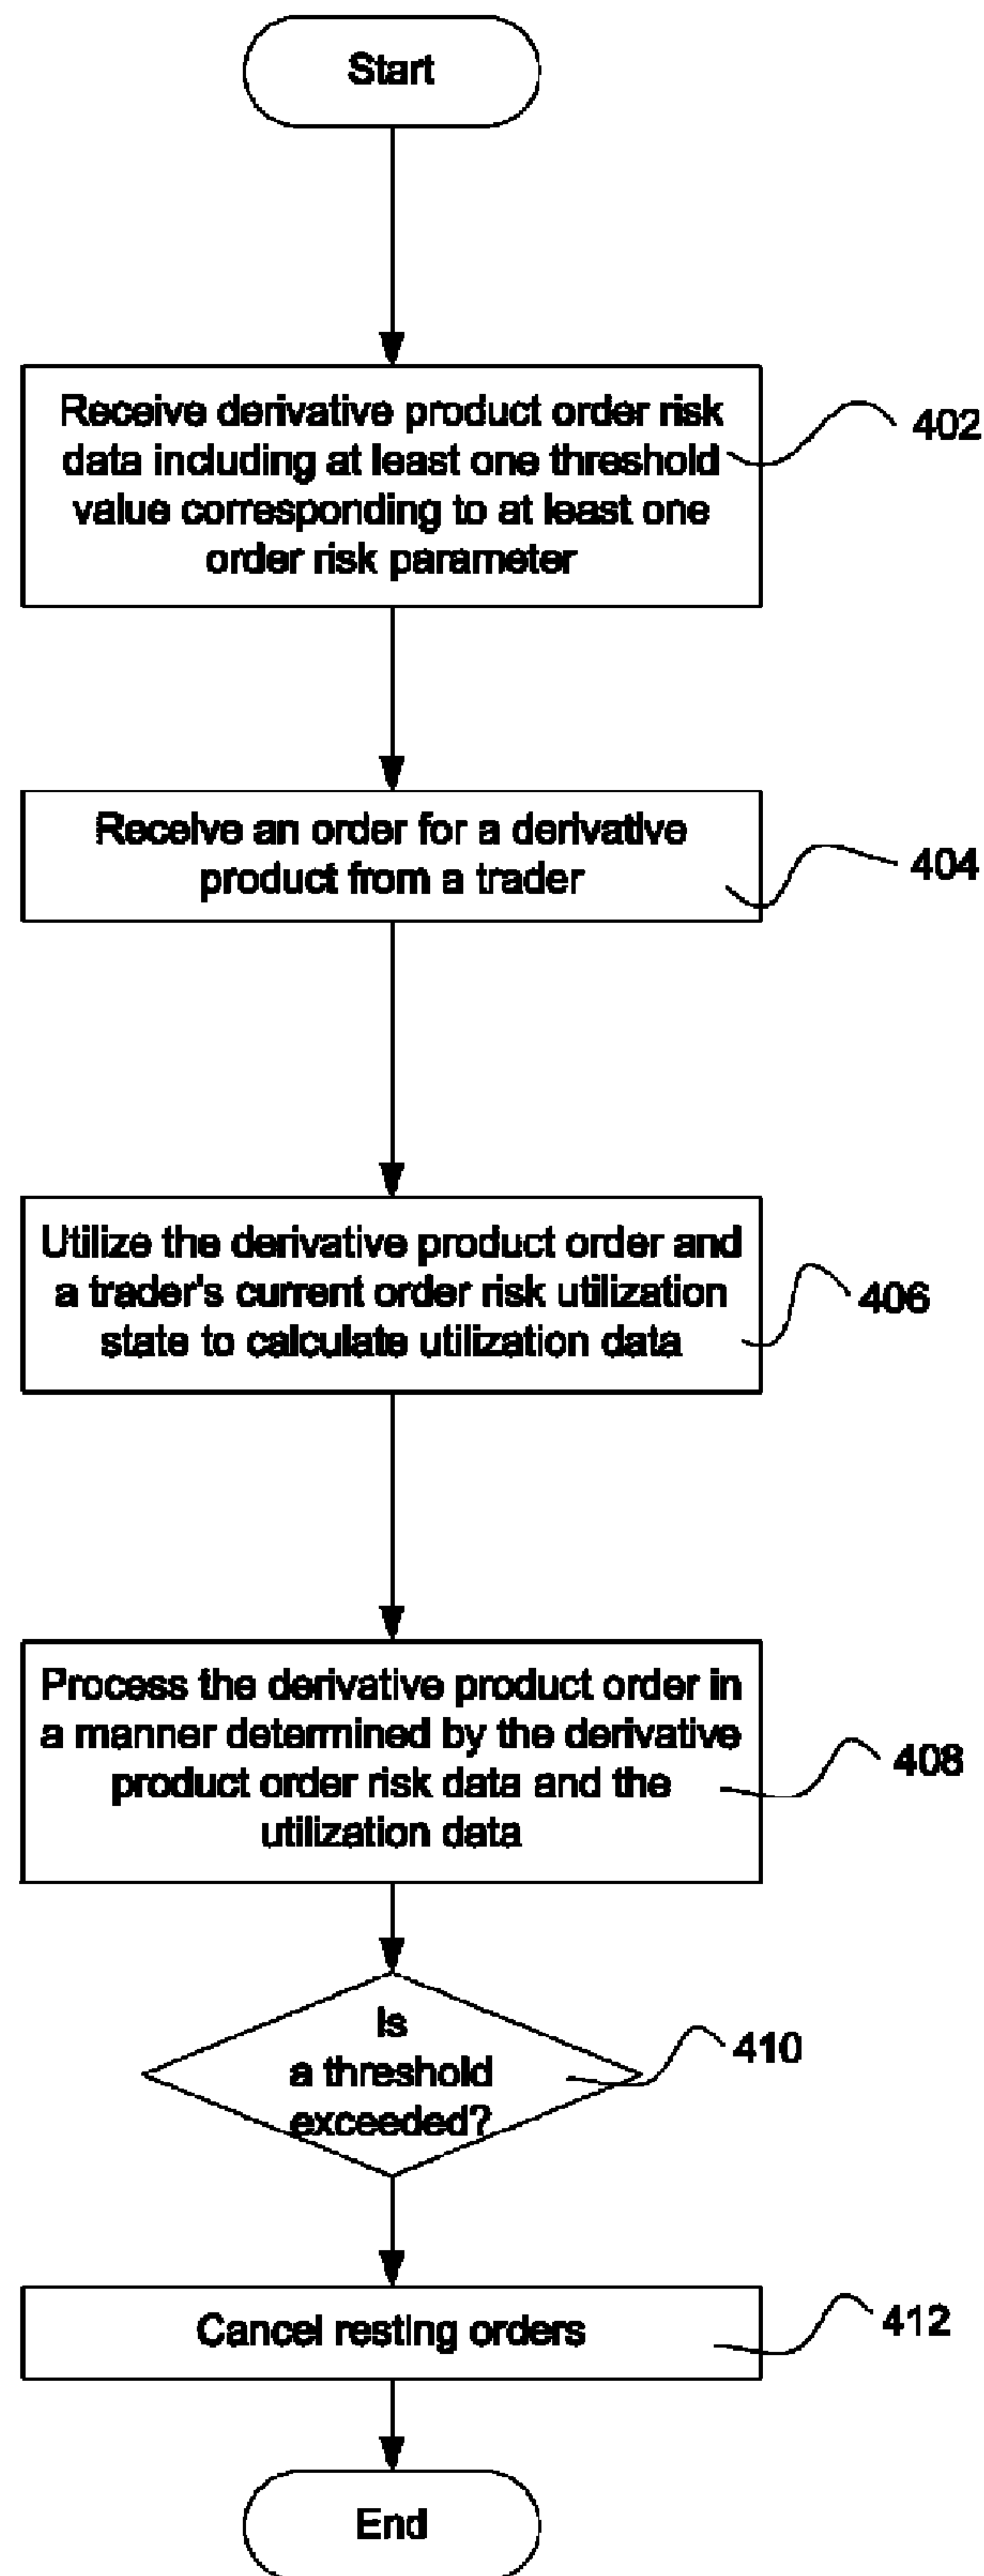 Start
Receive derivative product order risk
data including at least one threshold
value corresponding to at least one
order risk parameter
402
Receive an order for a derivative
product from a trader
404
Utilize the derivative product order and
a trader's current order risk utilization
state to calculate utilization data
406
Process the derivative product order in
a manner determined by the derivative
product order risk data and the
utilization data
408
Is
a threshold
exceeded?
410
Cancel resting orders
412
End